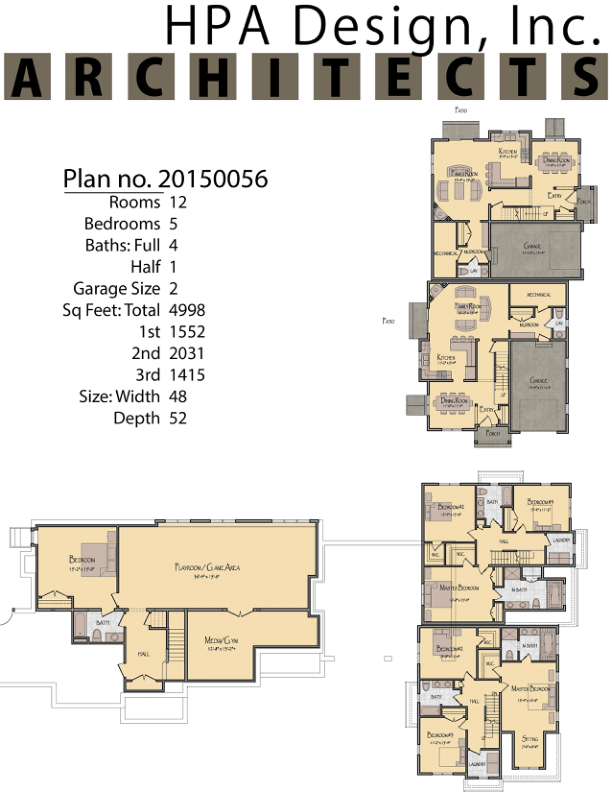 HPA Design, Inc.
ARCHITECTS
Plan no. 20150056
Rooms 12
Bedrooms 5
Baths: Full 4
Half 1
Garage Size 2
Sq Feet: Total 4998
1st 1552
2nd 2031
3rd 1415
Size: Width 48
Depth 52
PATIO
KITCHEN
DINING ROOM
FAMILY ROOM
ENTRY
PORCH
UP
MECHANICAL
MUDROOM
GARAGE
LAV
FAMILY ROOM
MECHANICAL
PATIO
MUDROOM
LAV
KITCHEN
GARAGE
DINING ROOM
ENTRY
PORCH
BEDROOM#2
BATH
BEDROOM#3
HALL
LAUNDRY
W.I.C.
W.I.C.
MASTER BEDROOM
M.BATH
BEDROOM
PLAYROOM/GAME AREA
BATH
HALL
MEDIA/GYM
BEDROOM#2
W.I.C.
M.BATH
W.I.C.
BATH
HALL
MASTER BEDROOM
BEDROOM#3
SITTING
LAUNDRY